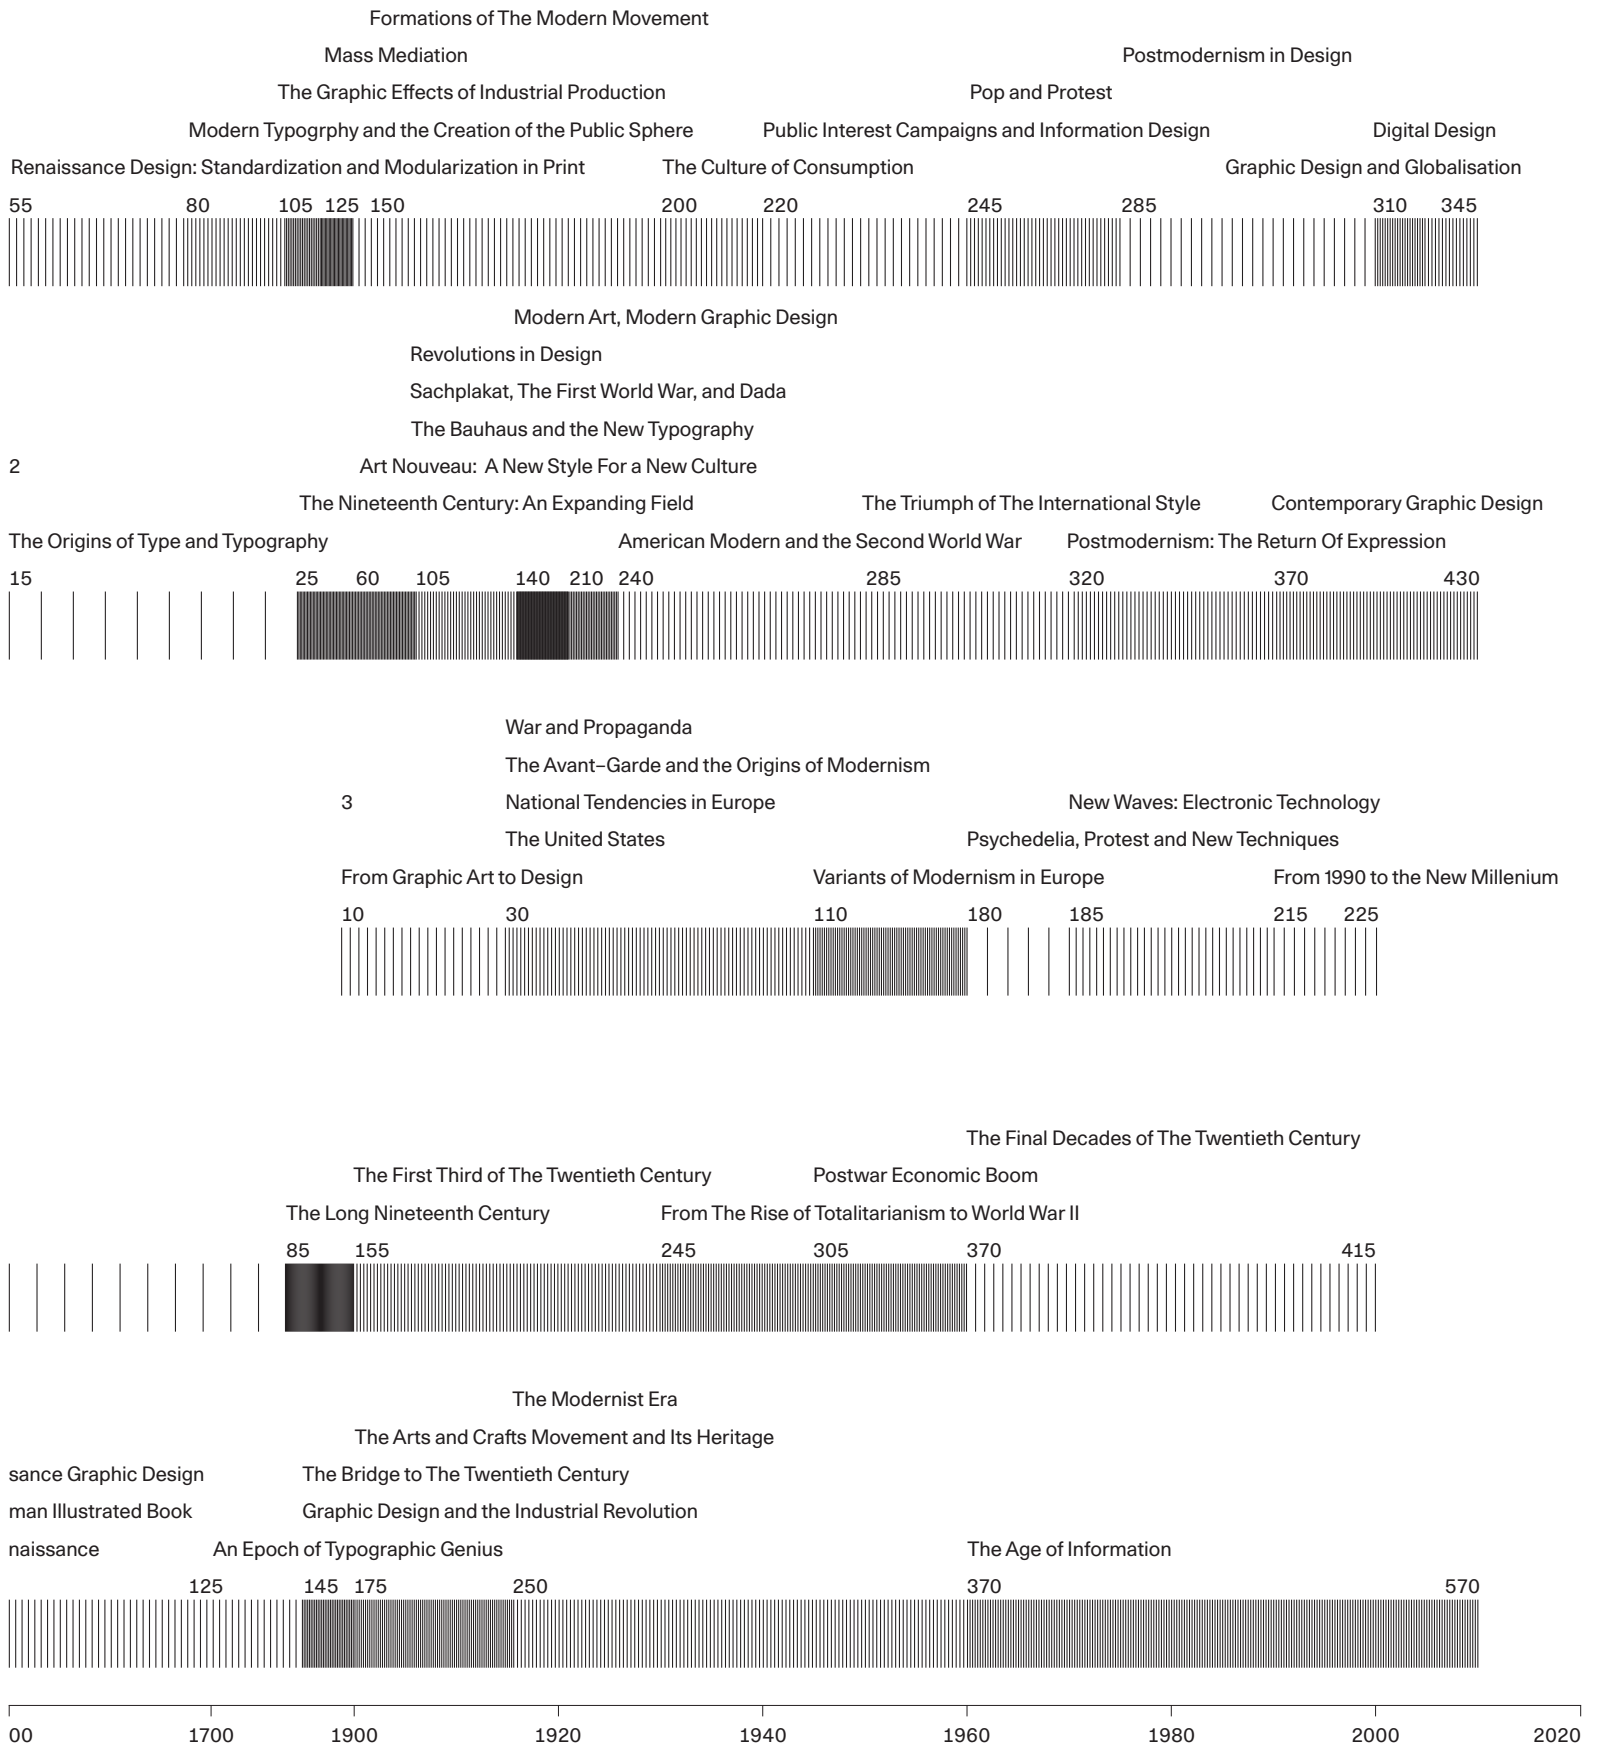 Formations of The Modern Movement
Mass Mediation
Postmodernism in Design
The Graphic Effects of Industrial Production
Pop and Protest
Modern Typogrphy and the Creation of the Public Sphere
Public Interest Campaigns and Information Design
Digital Design
Renaissance Design: Standardization and Modularization in Print
The Culture of Consumption
Graphic Design and Globalisation
55 80 105 125 150 200 220 245 285 310 345
Modern Art, Modern Graphic Design
Revolutions in Design
Sachplakat, The First World War, and Dada
The Bauhaus and the New Typography
2
Art Nouveau: A New Style For a New Culture
The Nineteenth Century: An Expanding Field
The Triumph of The International Style
Contemporary Graphic Design
The Origins of Type and Typography
American Modern and the Second World War
Postmodernism: The Return Of Expression
15 25 60 105 140 210 240 285 320 370 430
War and Propaganda
The Avant–Garde and the Origins of Modernism
3
National Tendencies in Europe
New Waves: Electronic Technology
The United States
Psychedelia, Protest and New Techniques
From Graphic Art to Design
Variants of Modernism in Europe
From 1990 to the New Millenium
10 30 110 180 185 215 225
The Final Decades of The Twentieth Century
The First Third of The Twentieth Century
Postwar Economic Boom
The Long Nineteenth Century
From The Rise of Totalitarianism to World War II
85 155 245 305 370 415
The Modernist Era
The Arts and Crafts Movement and Its Heritage
sance Graphic Design
The Bridge to The Twentieth Century
man Illustrated Book
Graphic Design and the Industrial Revolution
naissance
An Epoch of Typographic Genius
The Age of Information
125 145 175 250 370 570
00 1700 1900 1920 1940 1960 1980 2000 2020